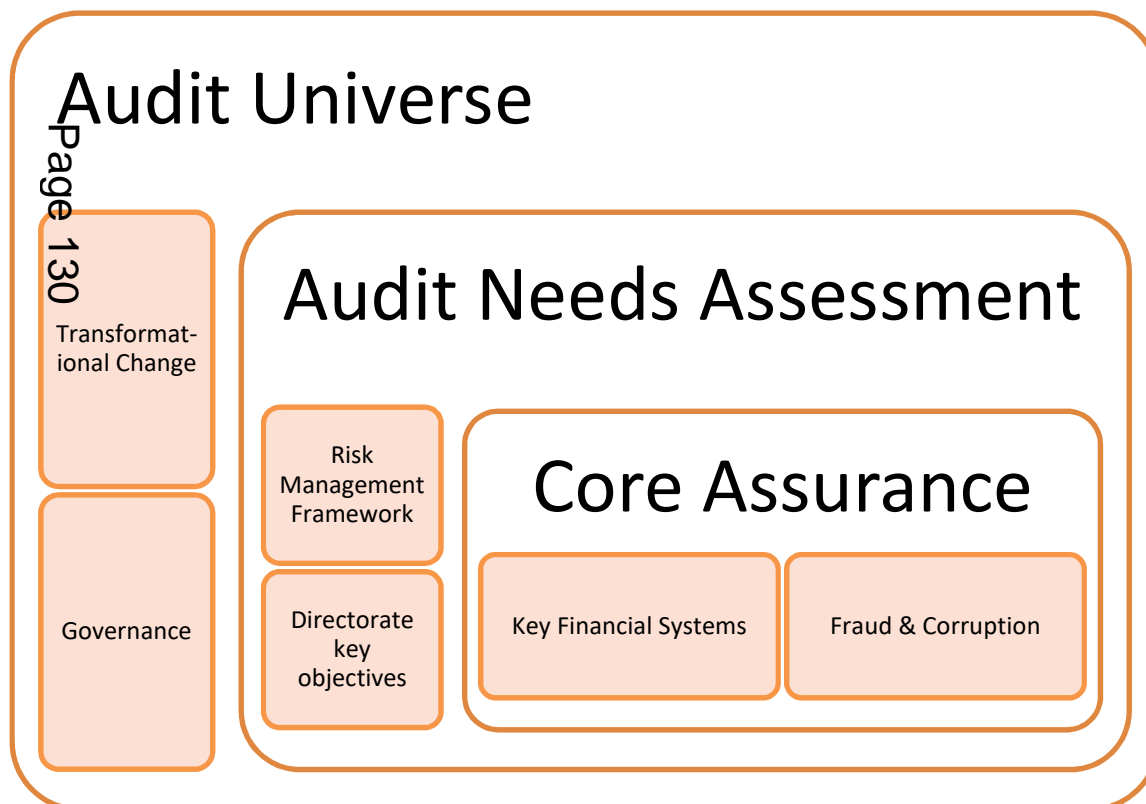 Audit Universe
Page 130
Transformat-
ional Change
Governance
Audit Needs Assessment
Risk
Management
Framework
Directorate
key
objectives
Core Assurance
Key Financial Systems
Fraud & Corruption